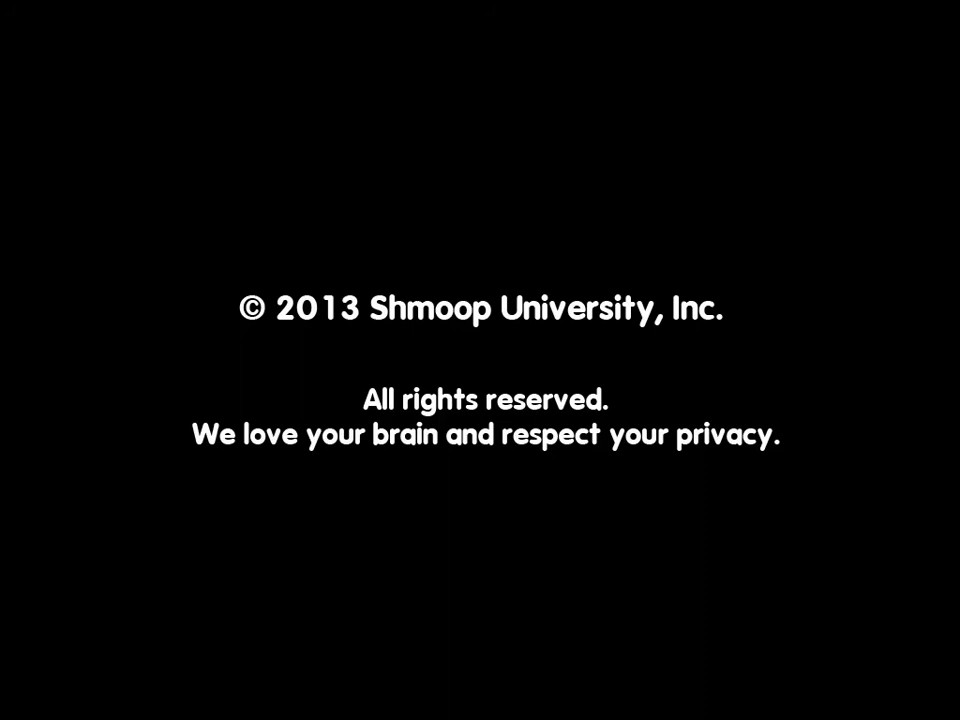 © 2013 Shmoop University, Inc.
All rights reserved.
We love your brain and respect your privacy.